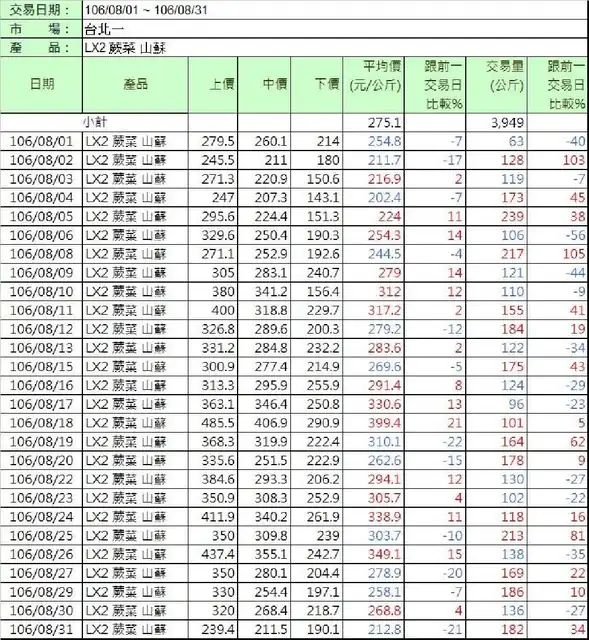 交易日期： 106/08/01 ~ 106/08/31
市　　場： 台北一
產　　品： LX2 蕨菜 山蘇
日期 產品 上價 中價 下價 平均價(元/公斤) 跟前一交易日比較% 交易量(公斤) 跟前一交易日比較%
小計 275.1 3,949
106/08/01 LX2 蕨菜 山蘇 279.5 260.1 214 254.8 -7 63 -40
106/08/02 LX2 蕨菜 山蘇 245.5 211 180 211.7 -17 128 103
106/08/03 LX2 蕨菜 山蘇 271.3 220.9 150.6 216.9 2 119 -7
106/08/04 LX2 蕨菜 山蘇 247 207.3 143.1 202.4 -7 173 45
106/08/05 LX2 蕨菜 山蘇 295.6 224.4 151.3 224 11 239 38
106/08/06 LX2 蕨菜 山蘇 329.6 250.4 190.3 254.3 14 106 -56
106/08/08 LX2 蕨菜 山蘇 271.1 252.9 192.6 244.5 -4 217 105
106/08/09 LX2 蕨菜 山蘇 305 283.1 240.7 279 14 121 -44
106/08/10 LX2 蕨菜 山蘇 380 341.2 156.4 312 12 110 -9
106/08/11 LX2 蕨菜 山蘇 400 318.8 229.7 317.2 2 155 41
106/08/12 LX2 蕨菜 山蘇 326.8 289.6 200.3 279.2 -12 184 19
106/08/13 LX2 蕨菜 山蘇 331.2 284.8 232.2 283.6 2 122 -34
106/08/15 LX2 蕨菜 山蘇 300.9 277.4 214.9 269.6 -5 175 43
106/08/16 LX2 蕨菜 山蘇 313.3 295.9 255.9 291.4 8 124 -29
106/08/17 LX2 蕨菜 山蘇 363.1 346.4 250.8 330.6 13 96 -23
106/08/18 LX2 蕨菜 山蘇 485.5 406.9 290.9 399.4 21 101 5
106/08/19 LX2 蕨菜 山蘇 368.3 319.9 222.4 310.1 -22 164 62
106/08/20 LX2 蕨菜 山蘇 335.6 251.5 222.9 262.6 -15 178 9
106/08/22 LX2 蕨菜 山蘇 384.6 293.3 206.2 294.1 12 130 -27
106/08/23 LX2 蕨菜 山蘇 350.9 308.3 252.9 305.7 4 102 -22
106/08/24 LX2 蕨菜 山蘇 411.9 340.2 261.9 338.9 11 118 16
106/08/25 LX2 蕨菜 山蘇 350 309.8 239 303.7 -10 213 81
106/08/26 LX2 蕨菜 山蘇 437.4 355.1 242.7 349.1 15 138 -35
106/08/27 LX2 蕨菜 山蘇 350 280.1 204.4 278.9 -20 169 22
106/08/29 LX2 蕨菜 山蘇 330 254.4 197.1 258.1 -7 186 10
106/08/30 LX2 蕨菜 山蘇 320 268.4 218.7 268.8 4 136 -27
106/08/31 LX2 蕨菜 山蘇 239.4 211.5 190.1 212.8 -21 182 34